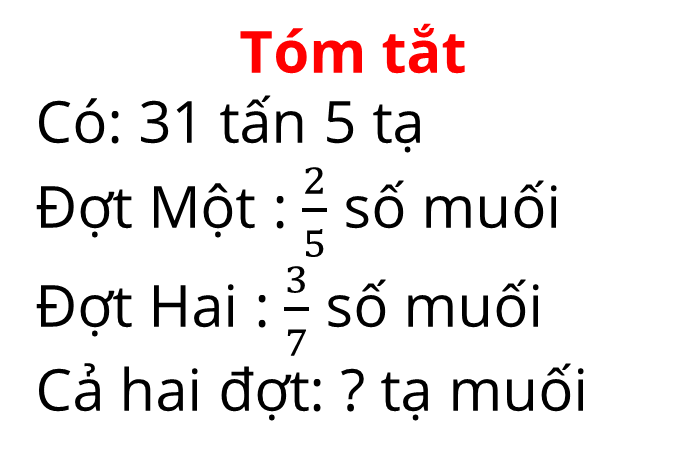 Tóm tắt
Có: 31 tấn 5 tạ
Đợt Một : 2/5 số muối
Đợt Hai : 3/7 số muối
Cả hai đợt: ? tạ muối